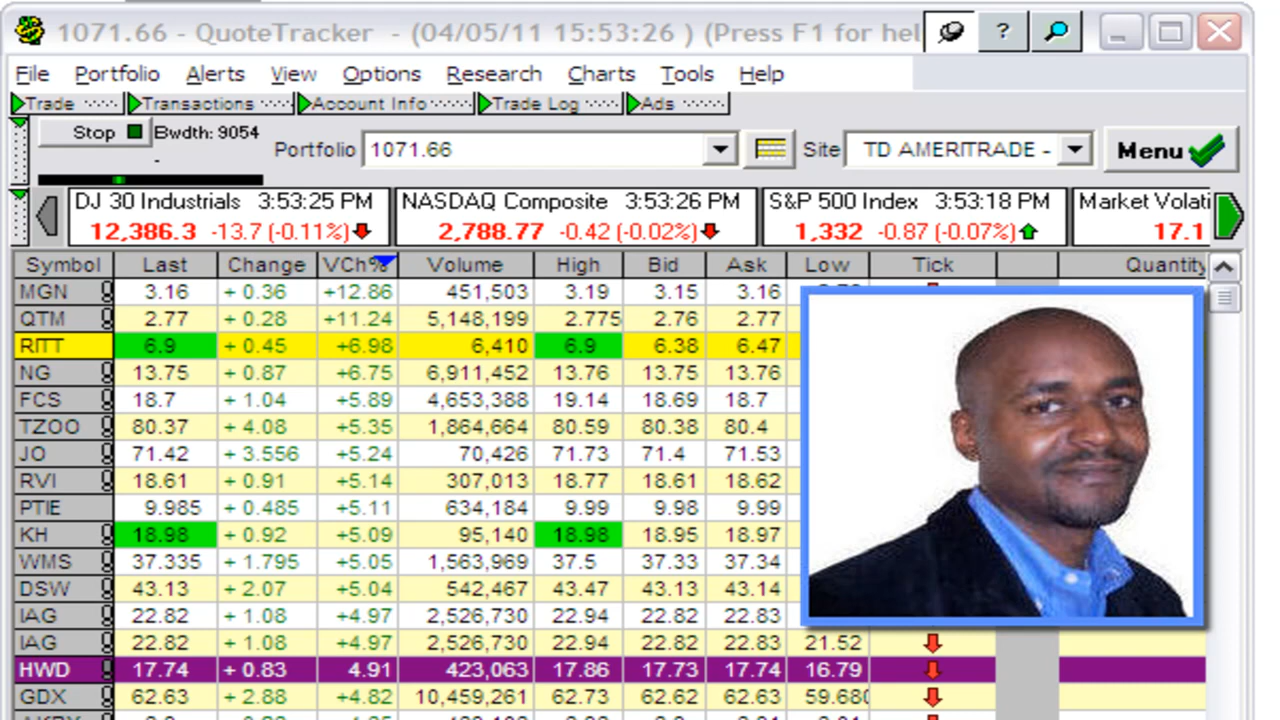 1071.66 - QuoteTracker - (04/05/11 15:53:26 ) (Press F1 for hel
File Portfolio Alerts View Options Research Charts Tools Help
Trade Transactions Account Info Trade Log Ads
Stop Bwdth: 9054
Portfolio 1071.66 Site TD AMERITRADE - Menu
DJ 30 Industrials 3:53:25 PM NASDAQ Composite 3:53:26 PM S&P 500 Index 3:53:18 PM Market Volati
12,386.3 -13.7 (-0.11%) 2,788.77 -0.42 (-0.02%) 1,332 -0.87 (-0.07%) 17.1
Symbol Last Change VCh% Volume High Bid Ask Low Tick Quantity
MGN 3.16 + 0.36 +12.86 451,503 3.19 3.15 3.16
QTM 2.77 + 0.28 +11.24 5,148,199 2.775 2.76 2.77
RITT 6.9 + 0.45 +6.98 6,410 6.9 6.38 6.47
NG 13.75 + 0.87 +6.75 6,911,452 13.76 13.75 13.76
FCS 18.7 + 1.04 +5.89 4,653,388 19.14 18.69 18.7
TZOO 80.37 + 4.08 +5.35 1,864,664 80.59 80.38 80.4
JO 71.42 + 3.556 +5.24 70,426 71.73 71.4 71.53
RVI 18.61 + 0.91 +5.14 307,013 18.77 18.61 18.62
PTIE 9.985 + 0.485 +5.11 634,184 9.99 9.98 9.99
KH 18.98 + 0.92 +5.09 95,140 18.98 18.95 18.97
WMS 37.335 + 1.795 +5.05 1,563,969 37.5 37.33 37.34
DSW 43.13 + 2.07 +5.04 542,467 43.47 43.13 43.14
IAG 22.82 + 1.08 +4.97 2,526,730 22.94 22.82 22.83
IAG 22.82 + 1.08 +4.97 2,526,730 22.94 22.82 22.83 21.52
HWD 17.74 + 0.83 4.91 423,063 17.86 17.73 17.74 16.79
GDX 62.63 + 2.88 +4.82 10,459,261 62.73 62.62 62.63 59.680